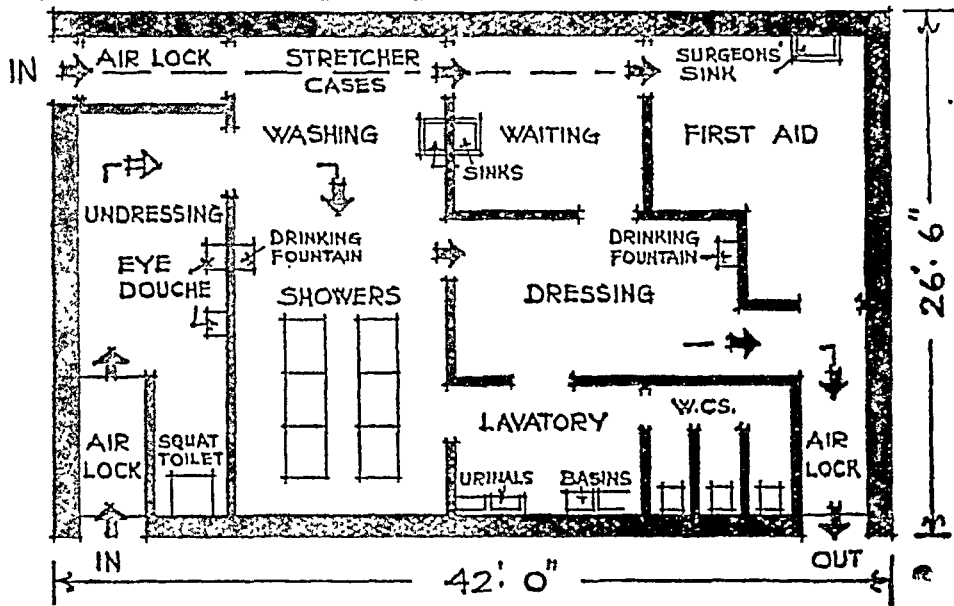 IN
AIR LOCK
STRETCHER
CASES
SURGEONS'
SINK
WASHING
WAITING
FIRST AID
SINKS
UNDRESSING
DRINKING
FOUNTAIN
DRINKING
FOUNTAIN
EYE
DOUCHE
SHOWERS
DRESSING
26'. 6"
LAVATORY
W.CS.
AIR
LOCK
SQUAT
TOILET
URINALS
BASINS
AIR
LOCK
IN
OUT
42'. 0"